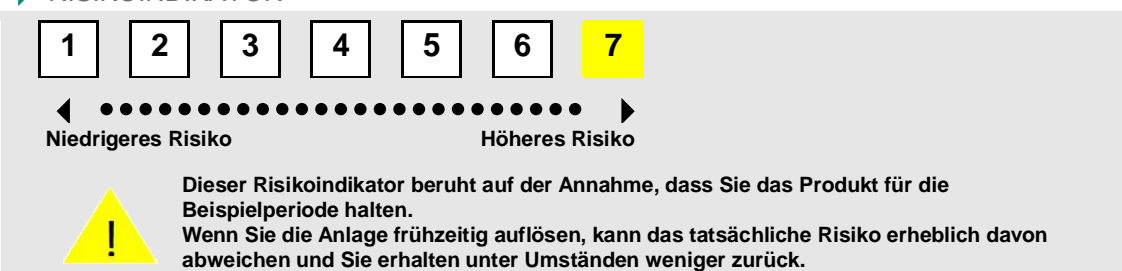 RISIKOINDIKATOR
1 2 3 4 5 6 7
Niedrigeres Risiko Höheres Risiko
Dieser Risikoindikator beruht auf der Annahme, dass Sie das Produkt für die
Beispielperiode halten.
! Wenn Sie die Anlage frühzeitig auflösen, kann das tatsächliche Risiko erheblich davon
abweichen und Sie erhalten unter Umständen weniger zurück.